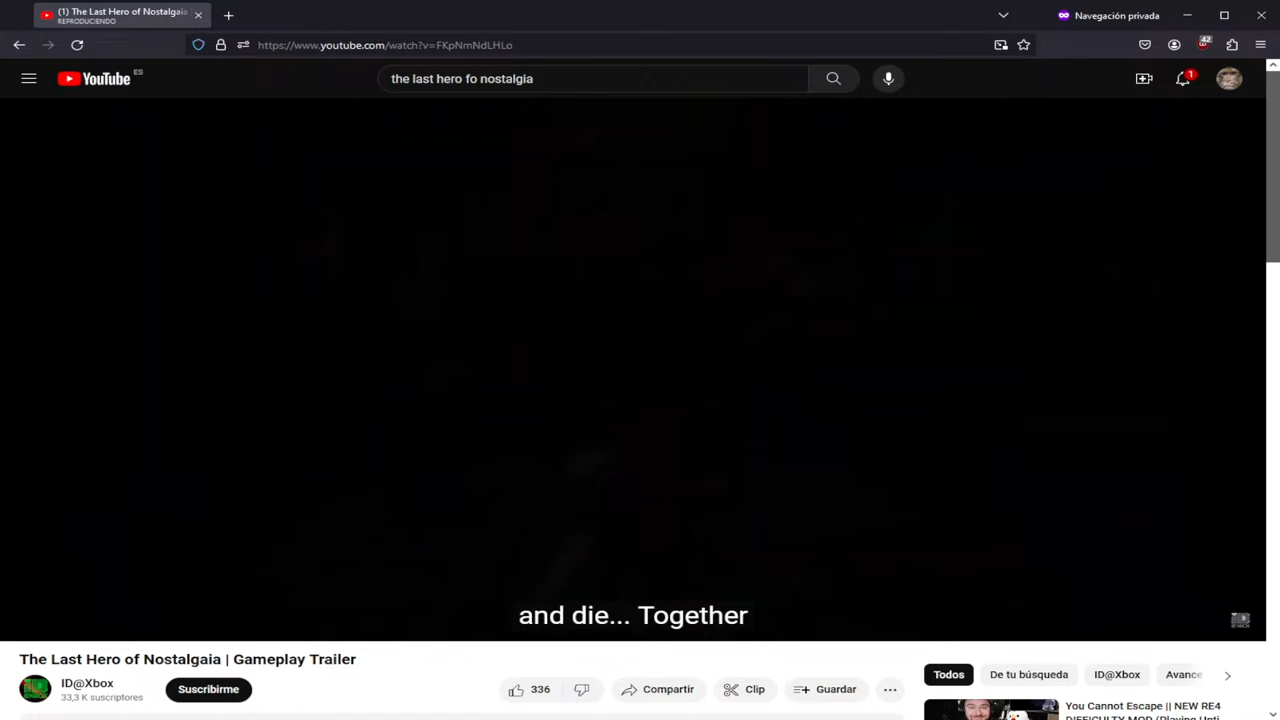 (1) The Last Hero of Nostalgaia
REPRODUCIENDO
Navegación privada
https://www.youtube.com/watch?v=FKpNmNdLHLo
42
YouTube ES
the last hero fo nostalgia
1
and die... Together
The Last Hero of Nostalgaia | Gameplay Trailer
ID@Xbox
33,3 K suscriptores
Suscribirme
336
Compartir
Clip
Guardar
Todos
De tu búsqueda
ID@Xbox
Avance
You Cannot Escape || NEW RE4
DIFFICULTY MOD (Playing Unti